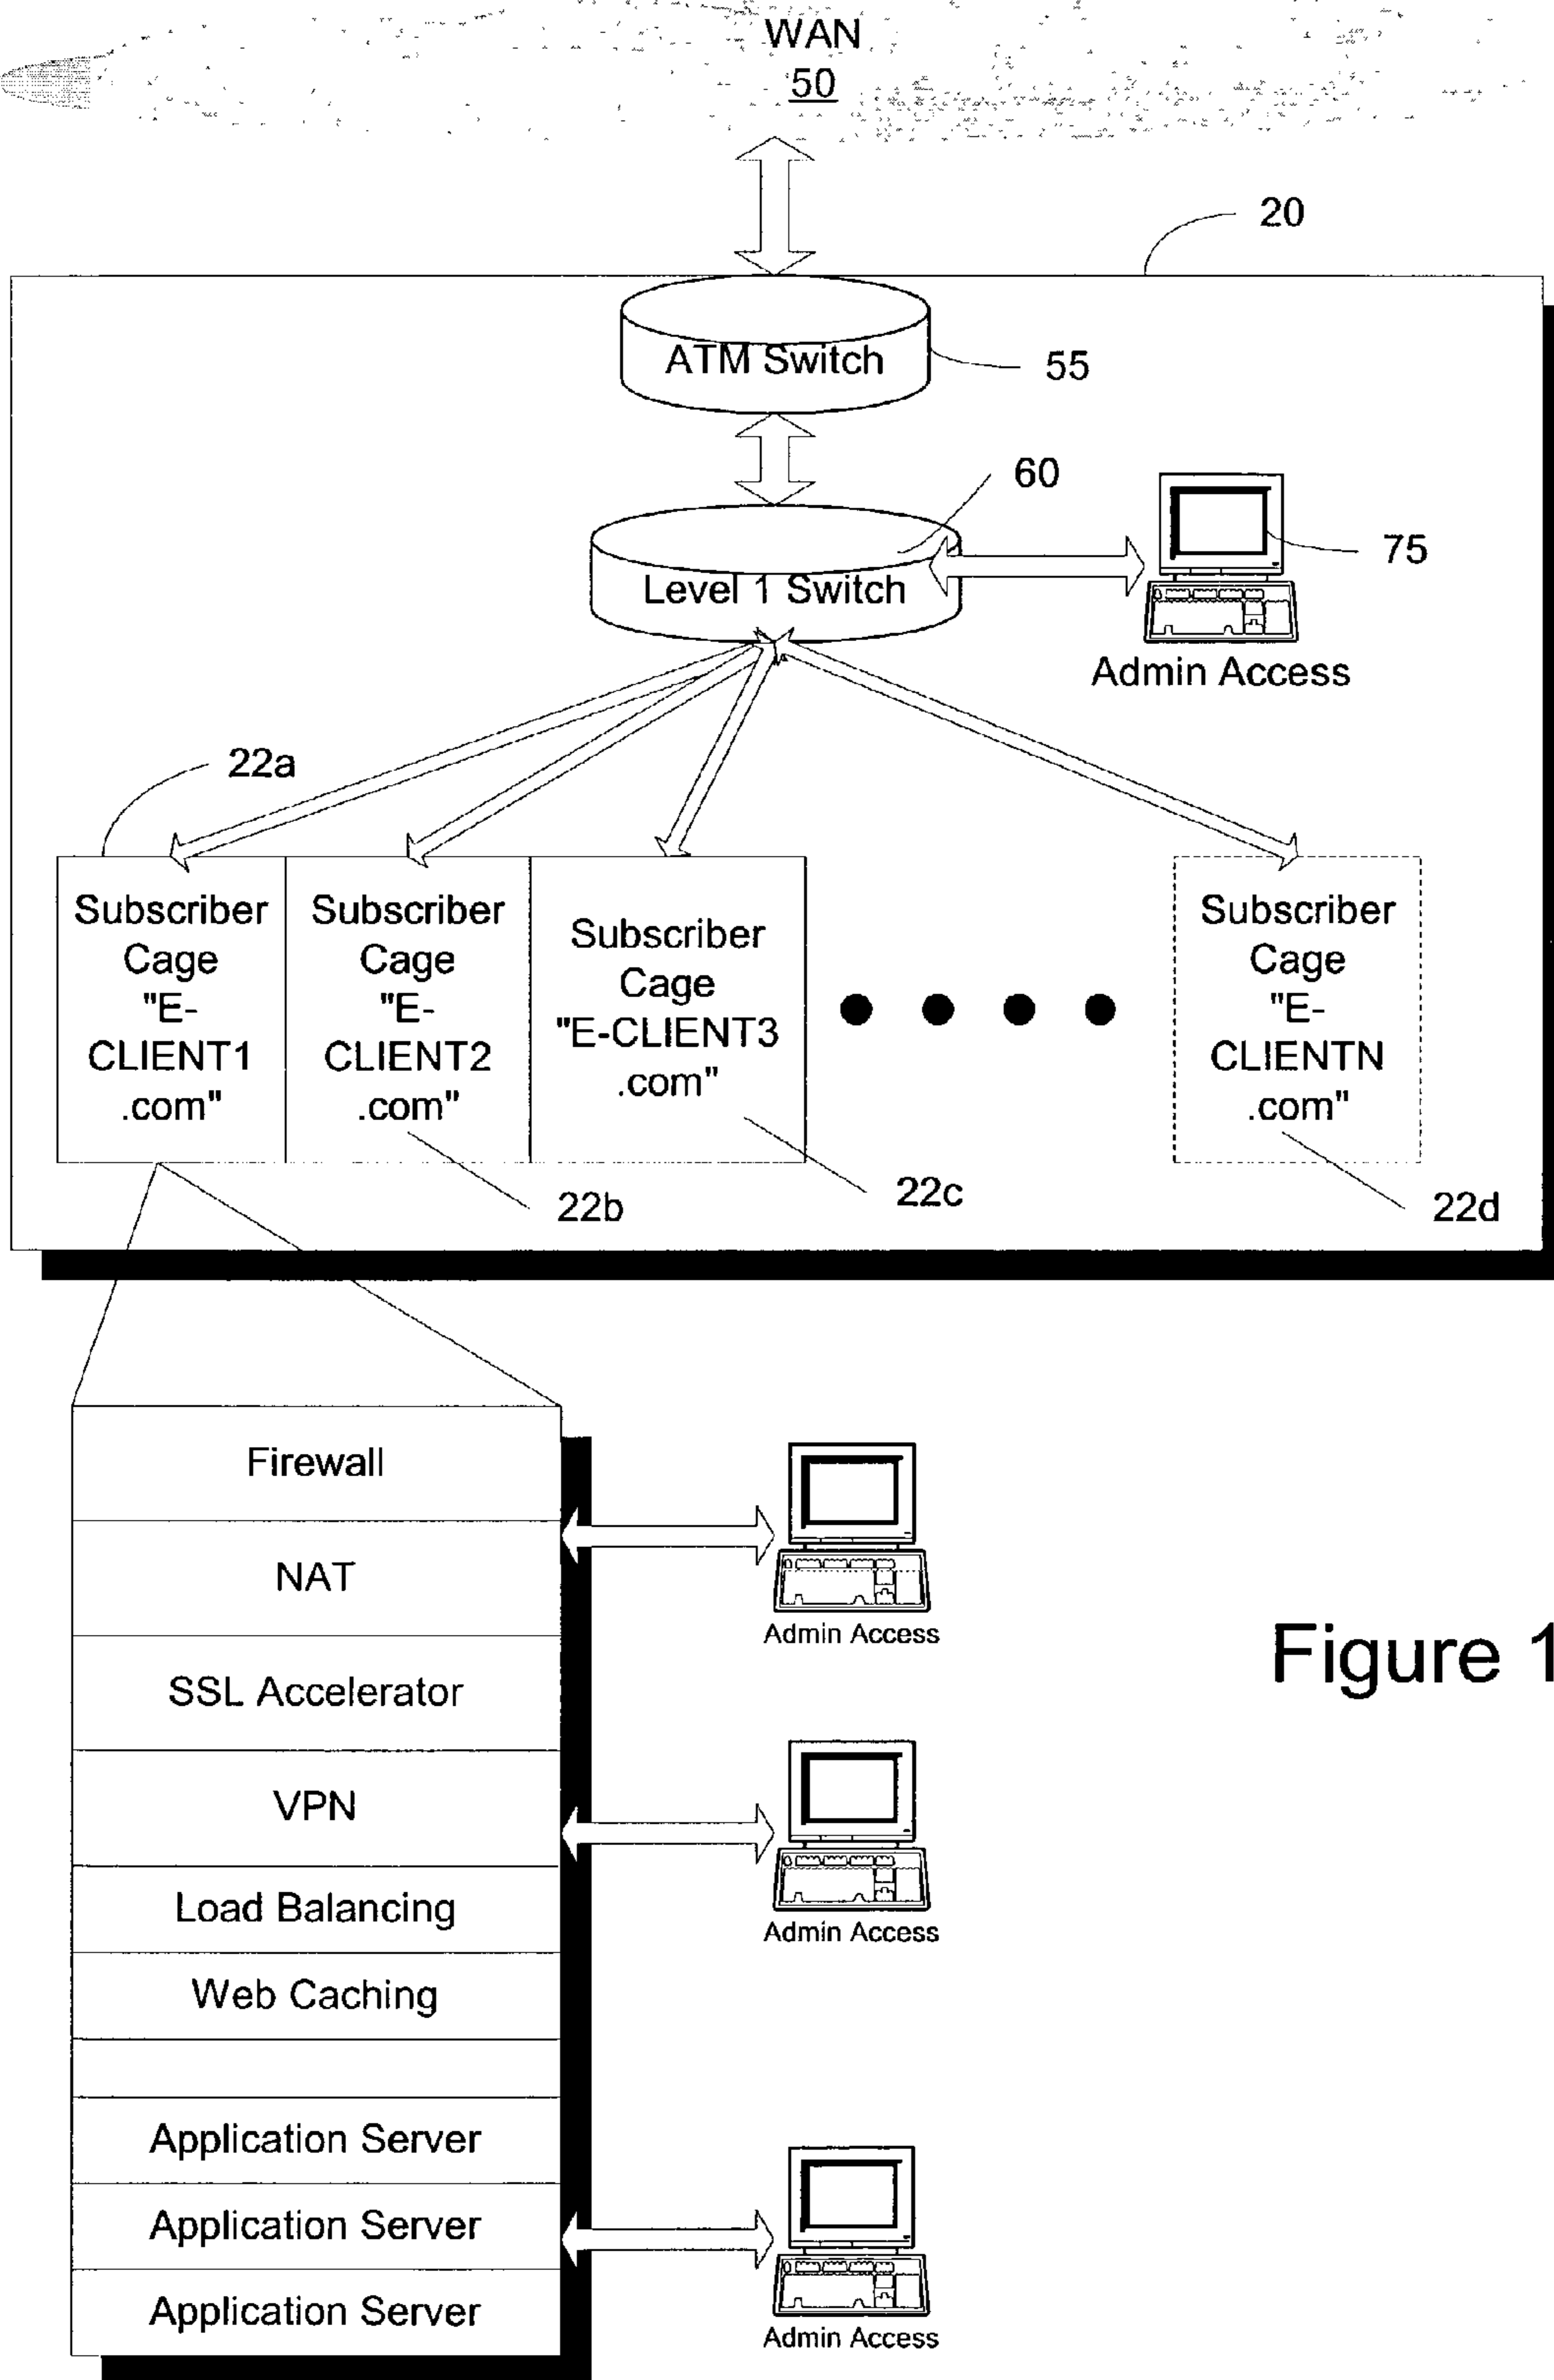 WAN
50
20
ATM Switch
55
60
Level 1 Switch
75
Admin Access
22a
Subscriber
Cage
"E-
CLIENT1
.com"
Subscriber
Cage
"E-
CLIENT2
.com"
Subscriber
Cage
"E-CLIENT3
.com"
Subscriber
Cage
"E-
CLIENTN
.com"
22b
22c
22d
Firewall
NAT
SSL Accelerator
VPN
Load Balancing
Web Caching
Application Server
Application Server
Application Server
Admin Access
Admin Access
Admin Access
Figure 1